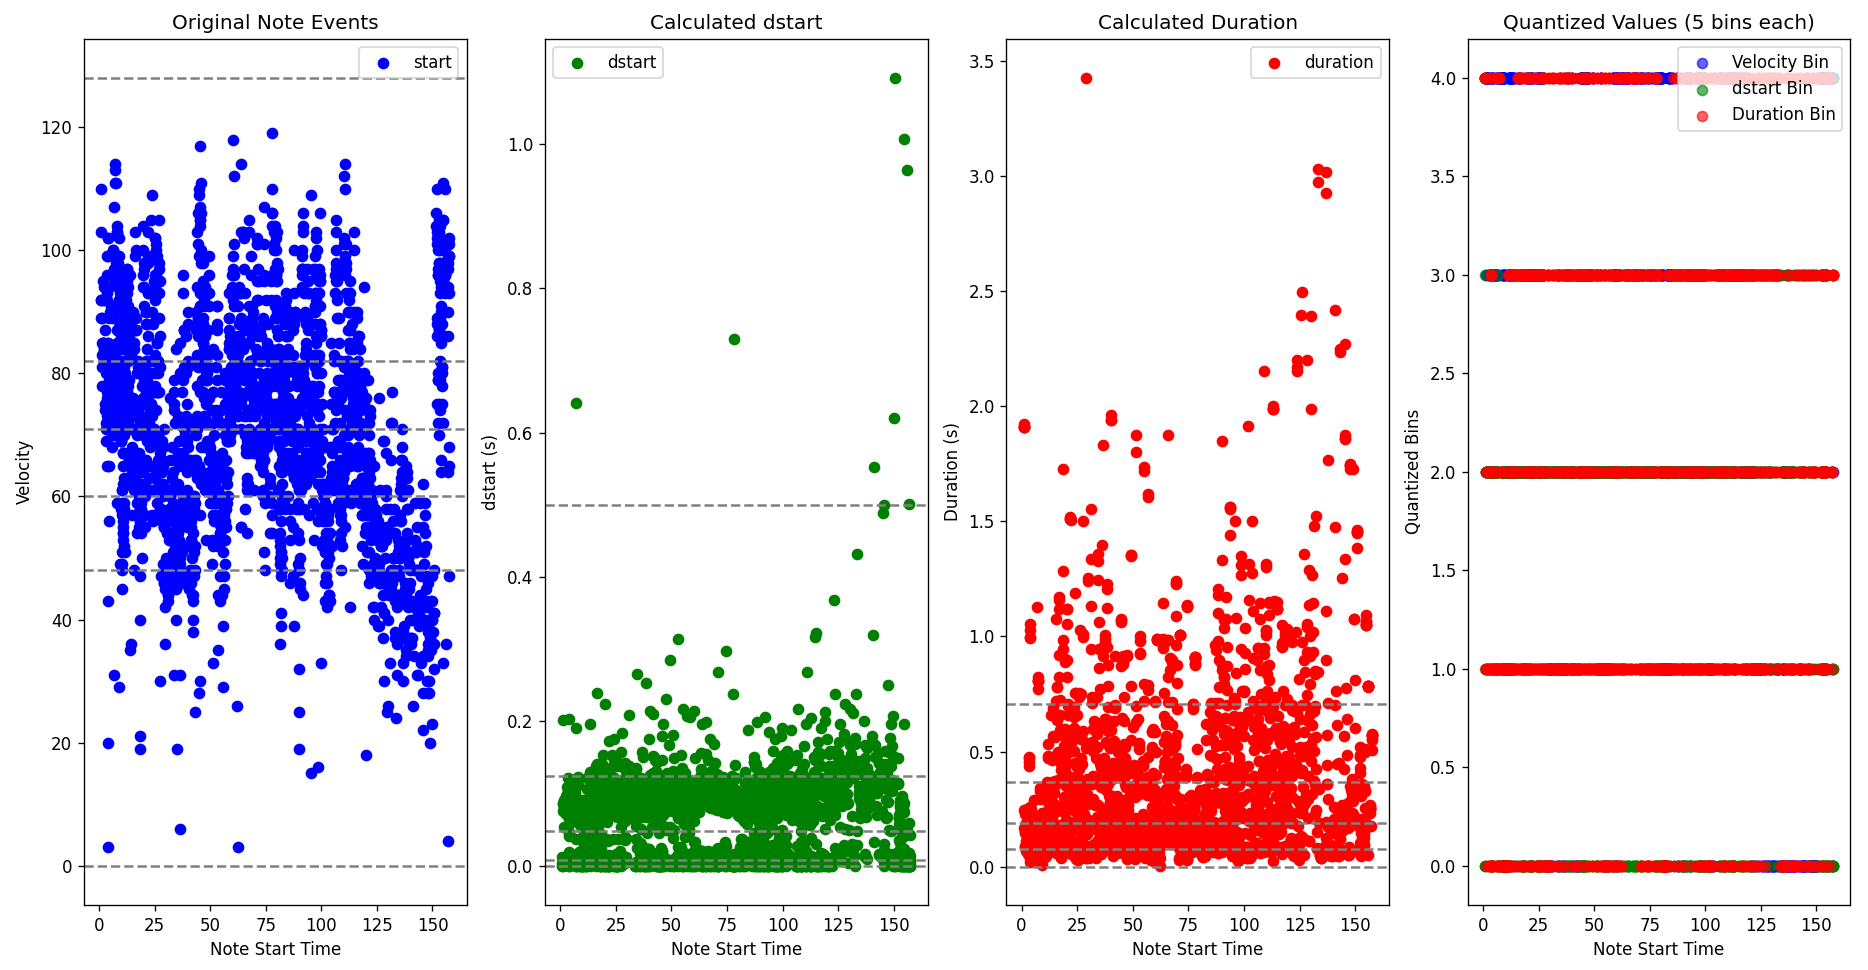 Original Note Events
start
120
100
80
60
40
20
0
Velocity
0 25 50 75 100 125 150
Note Start Time
Calculated dstart
dstart
1.0
0.8
0.6
0.4
0.2
0.0
dstart (s)
0 25 50 75 100 125 150
Note Start Time
Calculated Duration
duration
3.5
3.0
2.5
2.0
1.5
1.0
0.5
0.0
Duration (s)
0 25 50 75 100 125 150
Note Start Time
Quantized Values (5 bins each)
Velocity Bin
dstart Bin
Duration Bin
4.0
3.5
3.0
2.5
2.0
1.5
1.0
0.5
0.0
Quantized Bins
0 25 50 75 100 125 150
Note Start Time